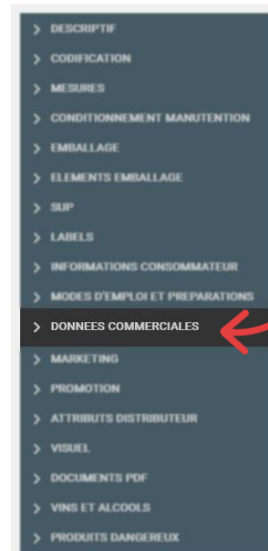 DESCRIPTIF
CODIFICATION
MESURES
CONDITIONNEMENT MANUTENTION
EMBALLAGE
ELEMENTS EMBALLAGE
SUP
LABELS
INFORMATIONS CONSOMMATEUR
MODES D'EMPLOI ET PREPARATIONS
DONNEES COMMERCIALES
MARKETING
PROMOTION
ATTRIBUTS DISTRIBUTEUR
VISUEL
DOCUMENTS PDF
VINS ET ALCOOLS
PRODUITS DANGEREUX